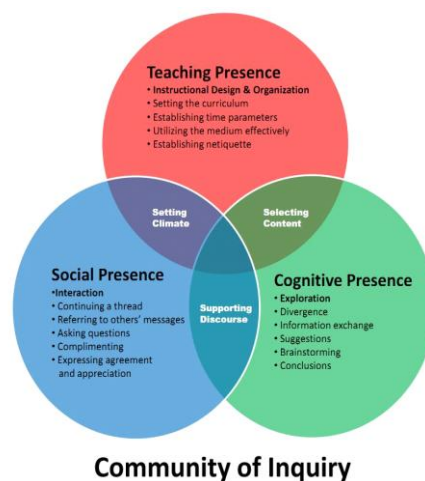 Teaching Presence
• Instructional Design & Organization
• Setting the curriculum
• Establishing time parameters
• Utilizing the medium effectively
• Establishing netiquette
Setting
Climate
Selecting
Content
Social Presence
•Interaction
• Continuing a thread
• Referring to others' messages
• Asking questions
• Complimenting
• Expressing agreement
and appreciation
Supporting
Discourse
Cognitive Presence
• Exploration
• Divergence
• Information exchange
• Suggestions
• Brainstorming
• Conclusions
Community of Inquiry